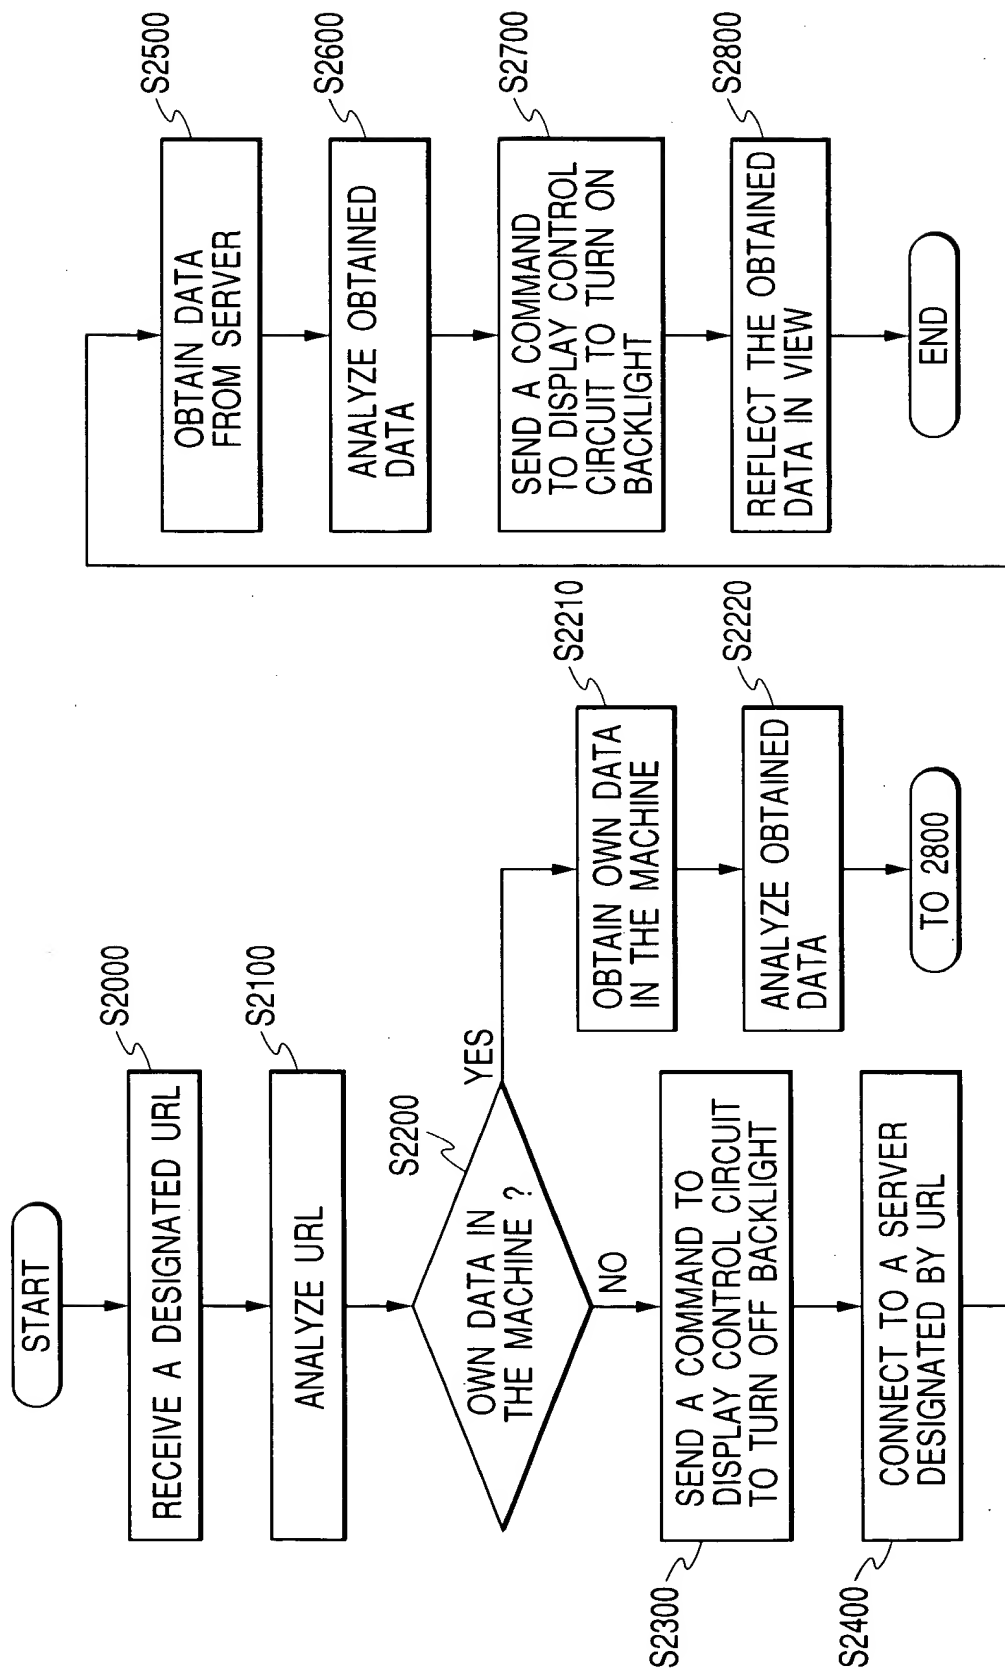 START
RECEIVE A DESIGNATED URL
S2000
ANALYZE URL
S2100
OWN DATA IN
THE MACHINE ?
S2200
YES
NO
OBTAIN OWN DATA
IN THE MACHINE
S2210
ANALYZE OBTAINED
DATA
S2220
TO 2800
SEND A COMMAND TO
DISPLAY CONTROL CIRCUIT
TO TURN OFF BACKLIGHT
S2300
CONNECT TO A SERVER
DESIGNATED BY URL
S2400
OBTAIN DATA
FROM SERVER
S2500
ANALYZE OBTAINED
DATA
S2600
SEND A COMMAND
TO DISPLAY CONTROL
CIRCUIT TO TURN ON
BACKLIGHT
S2700
REFLECT THE OBTAINED
DATA IN VIEW
S2800
END